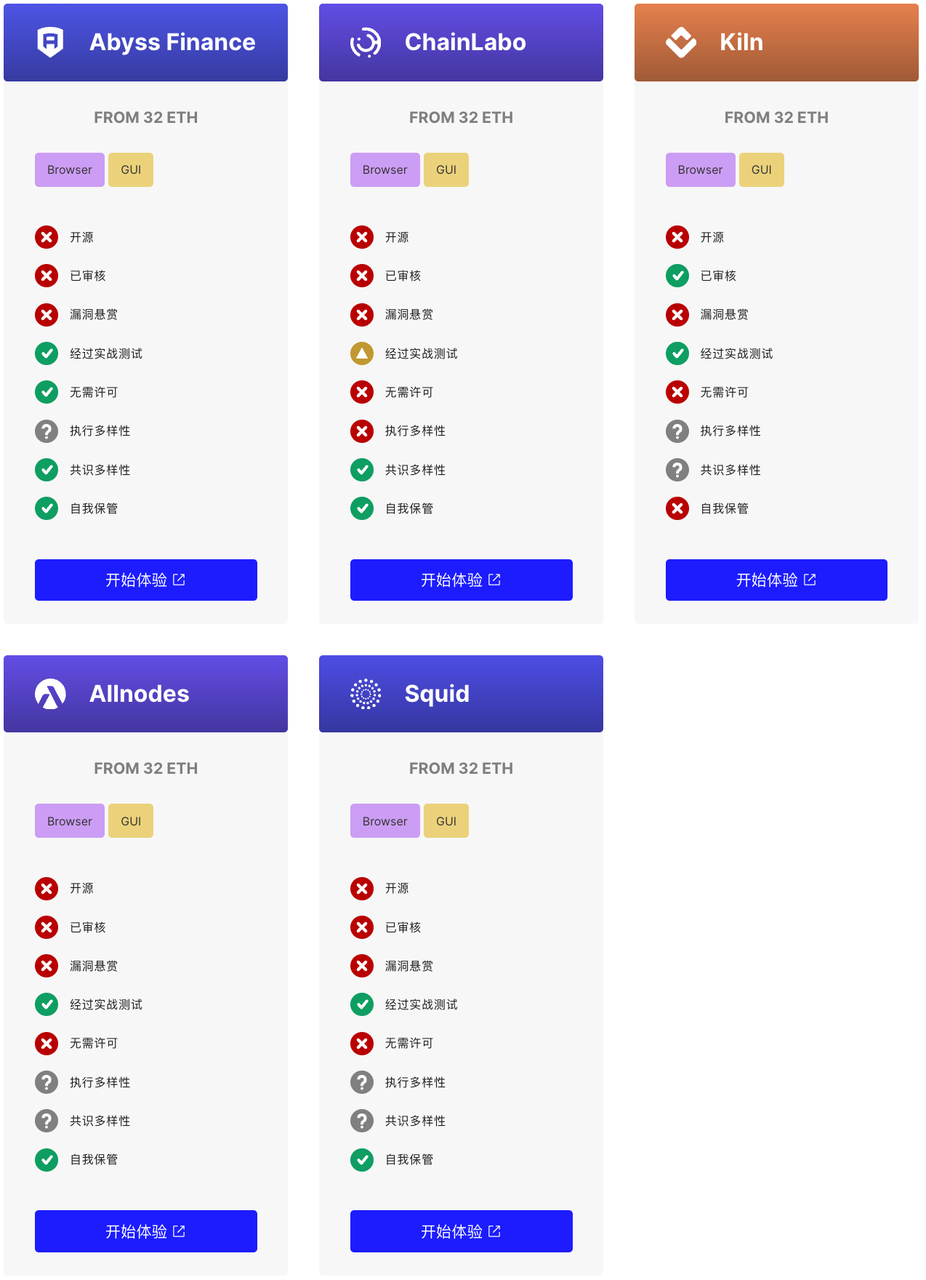 Abyss Finance
FROM 32 ETH
Browser GUI
开源
已审核
漏洞悬赏
经过实战测试
无需许可
执行多样性
共识多样性
自我保管
开始体验
ChainLabo
FROM 32 ETH
Browser GUI
开源
已审核
漏洞悬赏
经过实战测试
无需许可
执行多样性
共识多样性
自我保管
开始体验
Kiln
FROM 32 ETH
Browser GUI
开源
已审核
漏洞悬赏
经过实战测试
无需许可
执行多样性
共识多样性
自我保管
开始体验
Allnodes
FROM 32 ETH
Browser GUI
开源
已审核
漏洞悬赏
经过实战测试
无需许可
执行多样性
共识多样性
自我保管
开始体验
Squid
FROM 32 ETH
Browser GUI
开源
已审核
漏洞悬赏
经过实战测试
无需许可
执行多样性
共识多样性
自我保管
开始体验